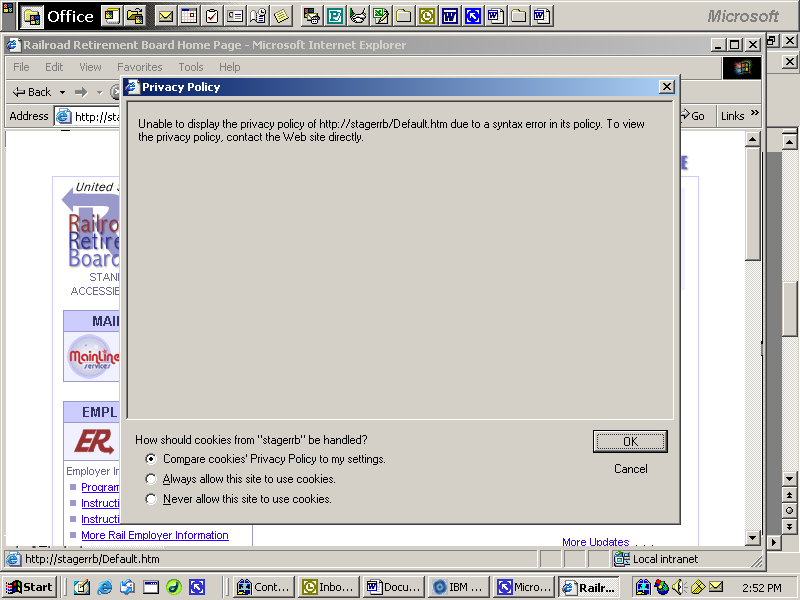 Office
Microsoft
Railroad Retirement Board Home Page - Microsoft Internet Explorer
File Edit View Favorites Tools Help
Back
Go
Links »
Address
http://sta
Privacy Policy
Unable to display the privacy policy of http://stagerrb/Default.htm due to a syntax error in its policy. To view
the privacy policy, contact the Web site directly.
United S
Railro
Retire
Board
STAN
ACCESSIE
MAI
MainLine
services
EMPL
ER
Employer In
Program
Instructi
Instructi
More Rail Employer Information
How should cookies from "stagerrb" be handled?
Compare cookies' Privacy Policy to my settings.
Always allow this site to use cookies.
Never allow this site to use cookies.
OK
Cancel
More Updates
http://stagerrb/Default.htm
Local intranet
Start
Cont...
Inbo...
Docu...
IBM ...
Micro...
Railr...
2:52 PM